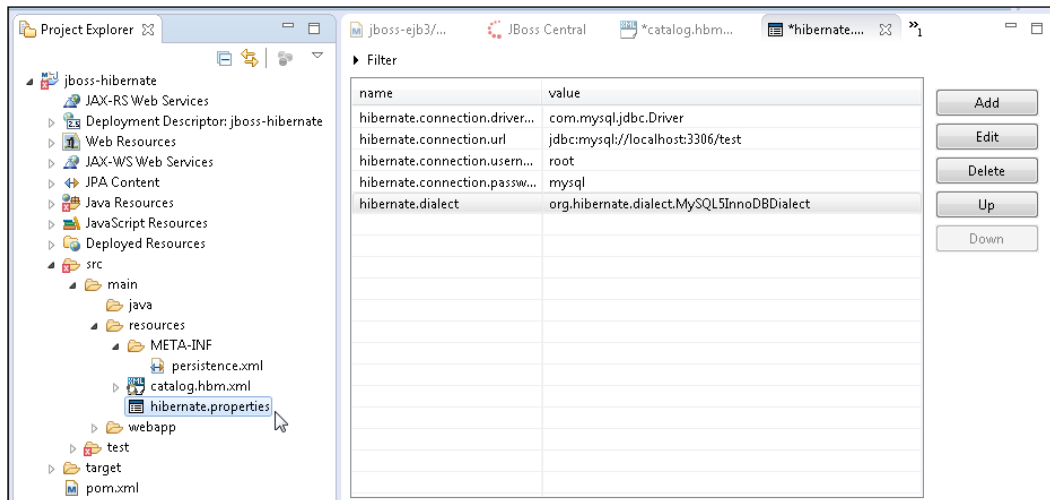 Project Explorer
jboss-hibernate
JAX-RS Web Services
Deployment Descriptor: jboss-hibernate
Web Resources
JAX-WS Web Services
JPA Content
Java Resources
JavaScript Resources
Deployed Resources
src
main
java
resources
META-INF
persistence.xml
catalog.hbm.xml
hibernate.properties
webapp
test
target
pom.xml
jboss-ejb3/... JBoss Central *catalog.hbm... *hibernate.... »1
Filter
name value
hibernate.connection.driver... com.mysql.jdbc.Driver
hibernate.connection.url jdbc:mysql://localhost:3306/test
hibernate.connection.usern... root
hibernate.connection.passw... mysql
hibernate.dialect org.hibernate.dialect.MySQL5InnoDBDialect
Add
Edit
Delete
Up
Down